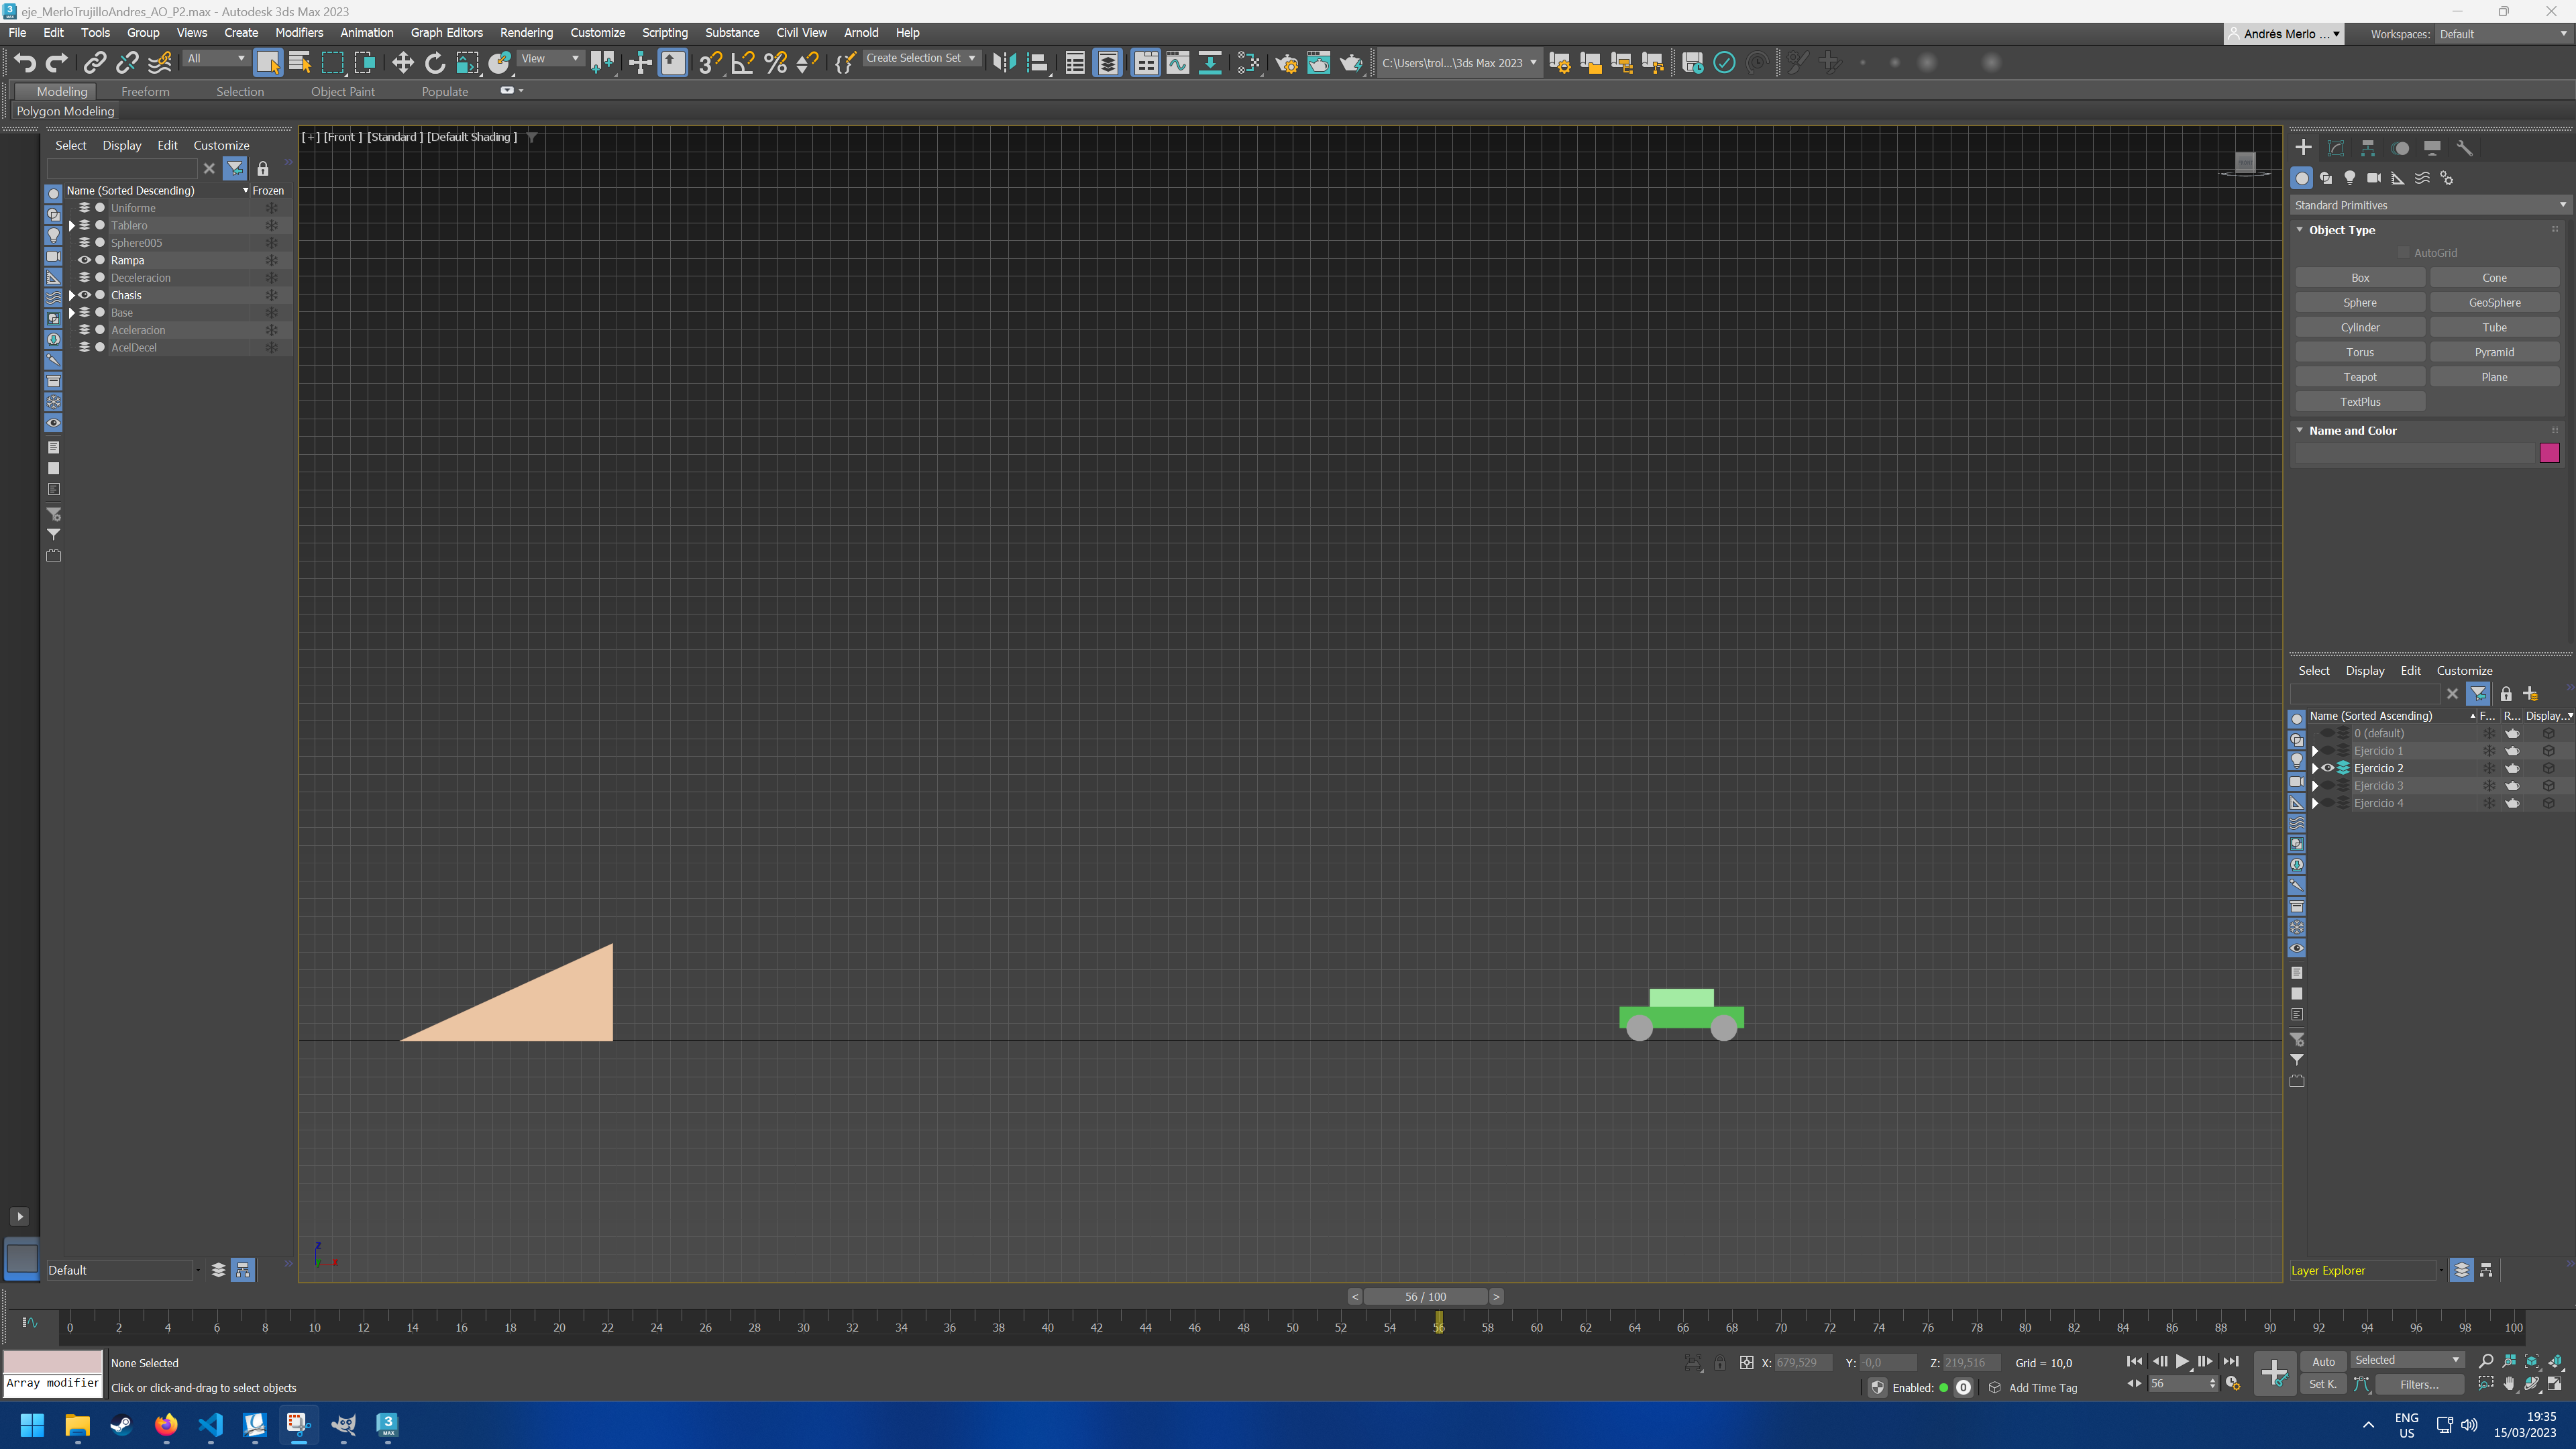 eje_MerloTrujilloAndres_AO_P2.max - Autodesk 3ds Max 2023
File Edit Tools Group Views Create Modifiers Animation Graph Editors Rendering Customize Scripting Substance Civil View Arnold Help
Andrés Merlo ... Workspaces: Default
All View Create Selection Set C:\Users\trol...\3ds Max 2023
Modeling Freeform Selection Object Paint Populate
Polygon Modeling
Select Display Edit Customize
Name (Sorted Descending) Frozen
Uniforme
Tablero
Sphere005
Rampa
Deceleracion
Chasis
Base
Aceleracion
AcelDecel
Default
[+] [Front ] [Standard ] [Default Shading ]
z
x
Standard Primitives
Object Type
AutoGrid
Box Cone
Sphere GeoSphere
Cylinder Tube
Torus Pyramid
Teapot Plane
TextPlus
Name and Color
Select Display Edit Customize
Name (Sorted Ascending) F... R... Display...
0 (default)
Ejercicio 1
Ejercicio 2
Ejercicio 3
Ejercicio 4
Layer Explorer
< 56 / 100 >
0 2 4 6 8 10 12 14 16 18 20 22 24 26 28 30 32 34 36 38 40 42 44 46 48 50 52 54 56 58 60 62 64 66 68 70 72 74 76 78 80 82 84 86 88 90 92 94 96 98 100
None Selected X: 679,529 Y: -0,0 Z: 219,516 Grid = 10,0 Auto Selected
Array modifier Click or click-and-drag to select objects Enabled: 0 Add Time Tag 56 Set K. Filters...
ENG
US
19:35
15/03/2023